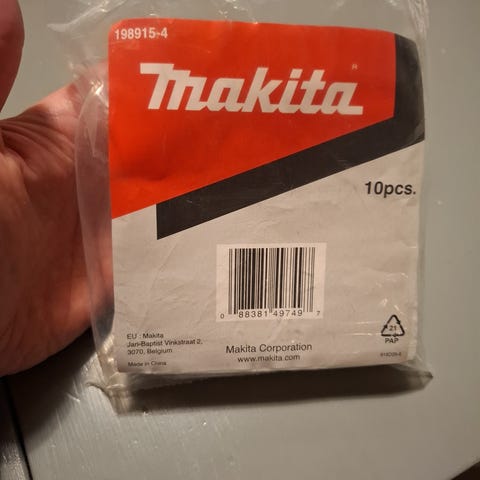 198915-4
makita
R
10pcs.
0 88381 49749 7
EU : Makita
Jan-Baptist Vinkstraat 2,
3070, Belgium
Made in China
Makita Corporation
www.makita.com
21
PAP